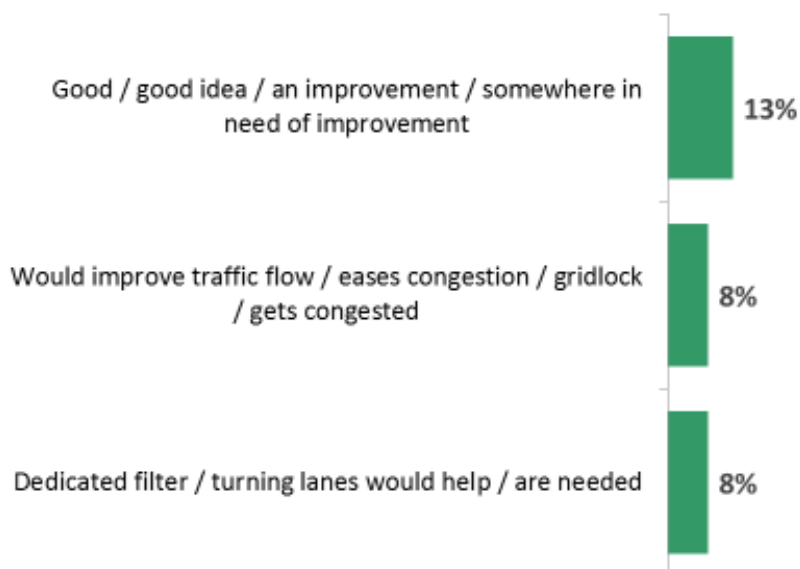 Good / good idea / an improvement / somewhere in
need of improvement
13%
Would improve traffic flow / eases congestion / gridlock
/ gets congested
8%
Dedicated filter / turning lanes would help / are needed
8%